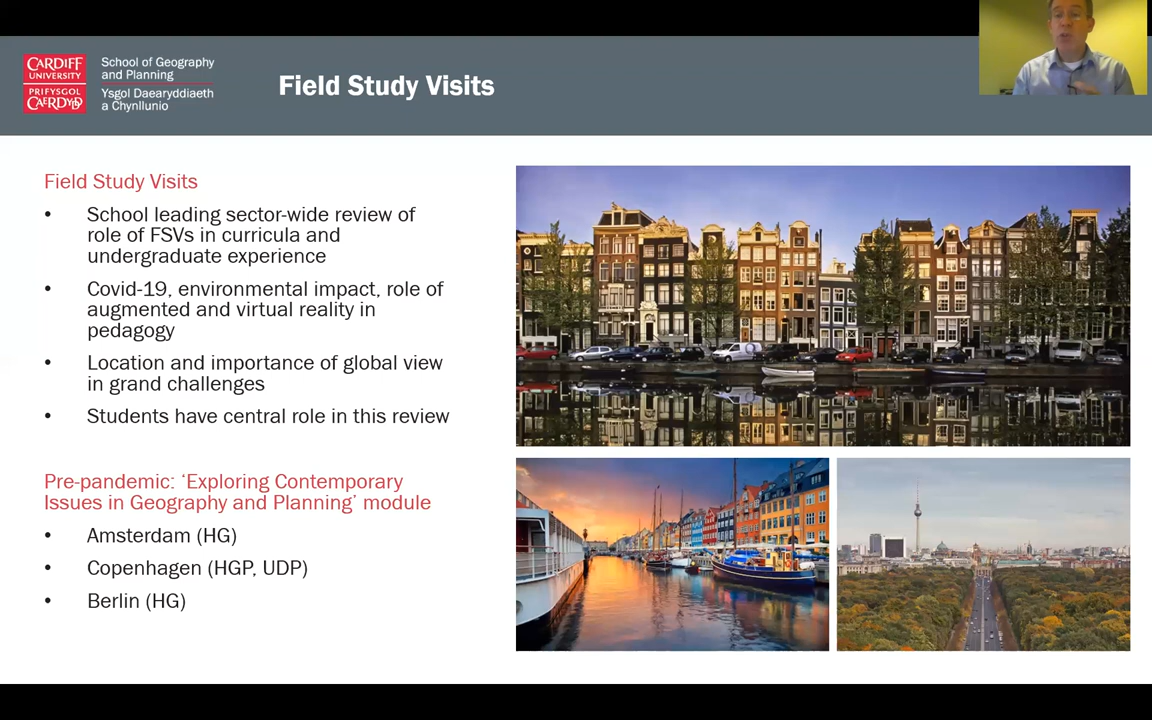 CARDIFF
UNIVERSITY
PRIFYSGOL
CAERDYDD
School of Geography
and Planning
Ysgol Daearyddiaeth
a Chynllunio
Field Study Visits
Field Study Visits
• School leading sector-wide review of
role of FSVs in curricula and
undergraduate experience
• Covid-19, environmental impact, role of
augmented and virtual reality in
pedagogy
• Location and importance of global view
in grand challenges
• Students have central role in this review
Pre-pandemic: ‘Exploring Contemporary
Issues in Geography and Planning’ module
• Amsterdam (HG)
• Copenhagen (HGP, UDP)
• Berlin (HG)